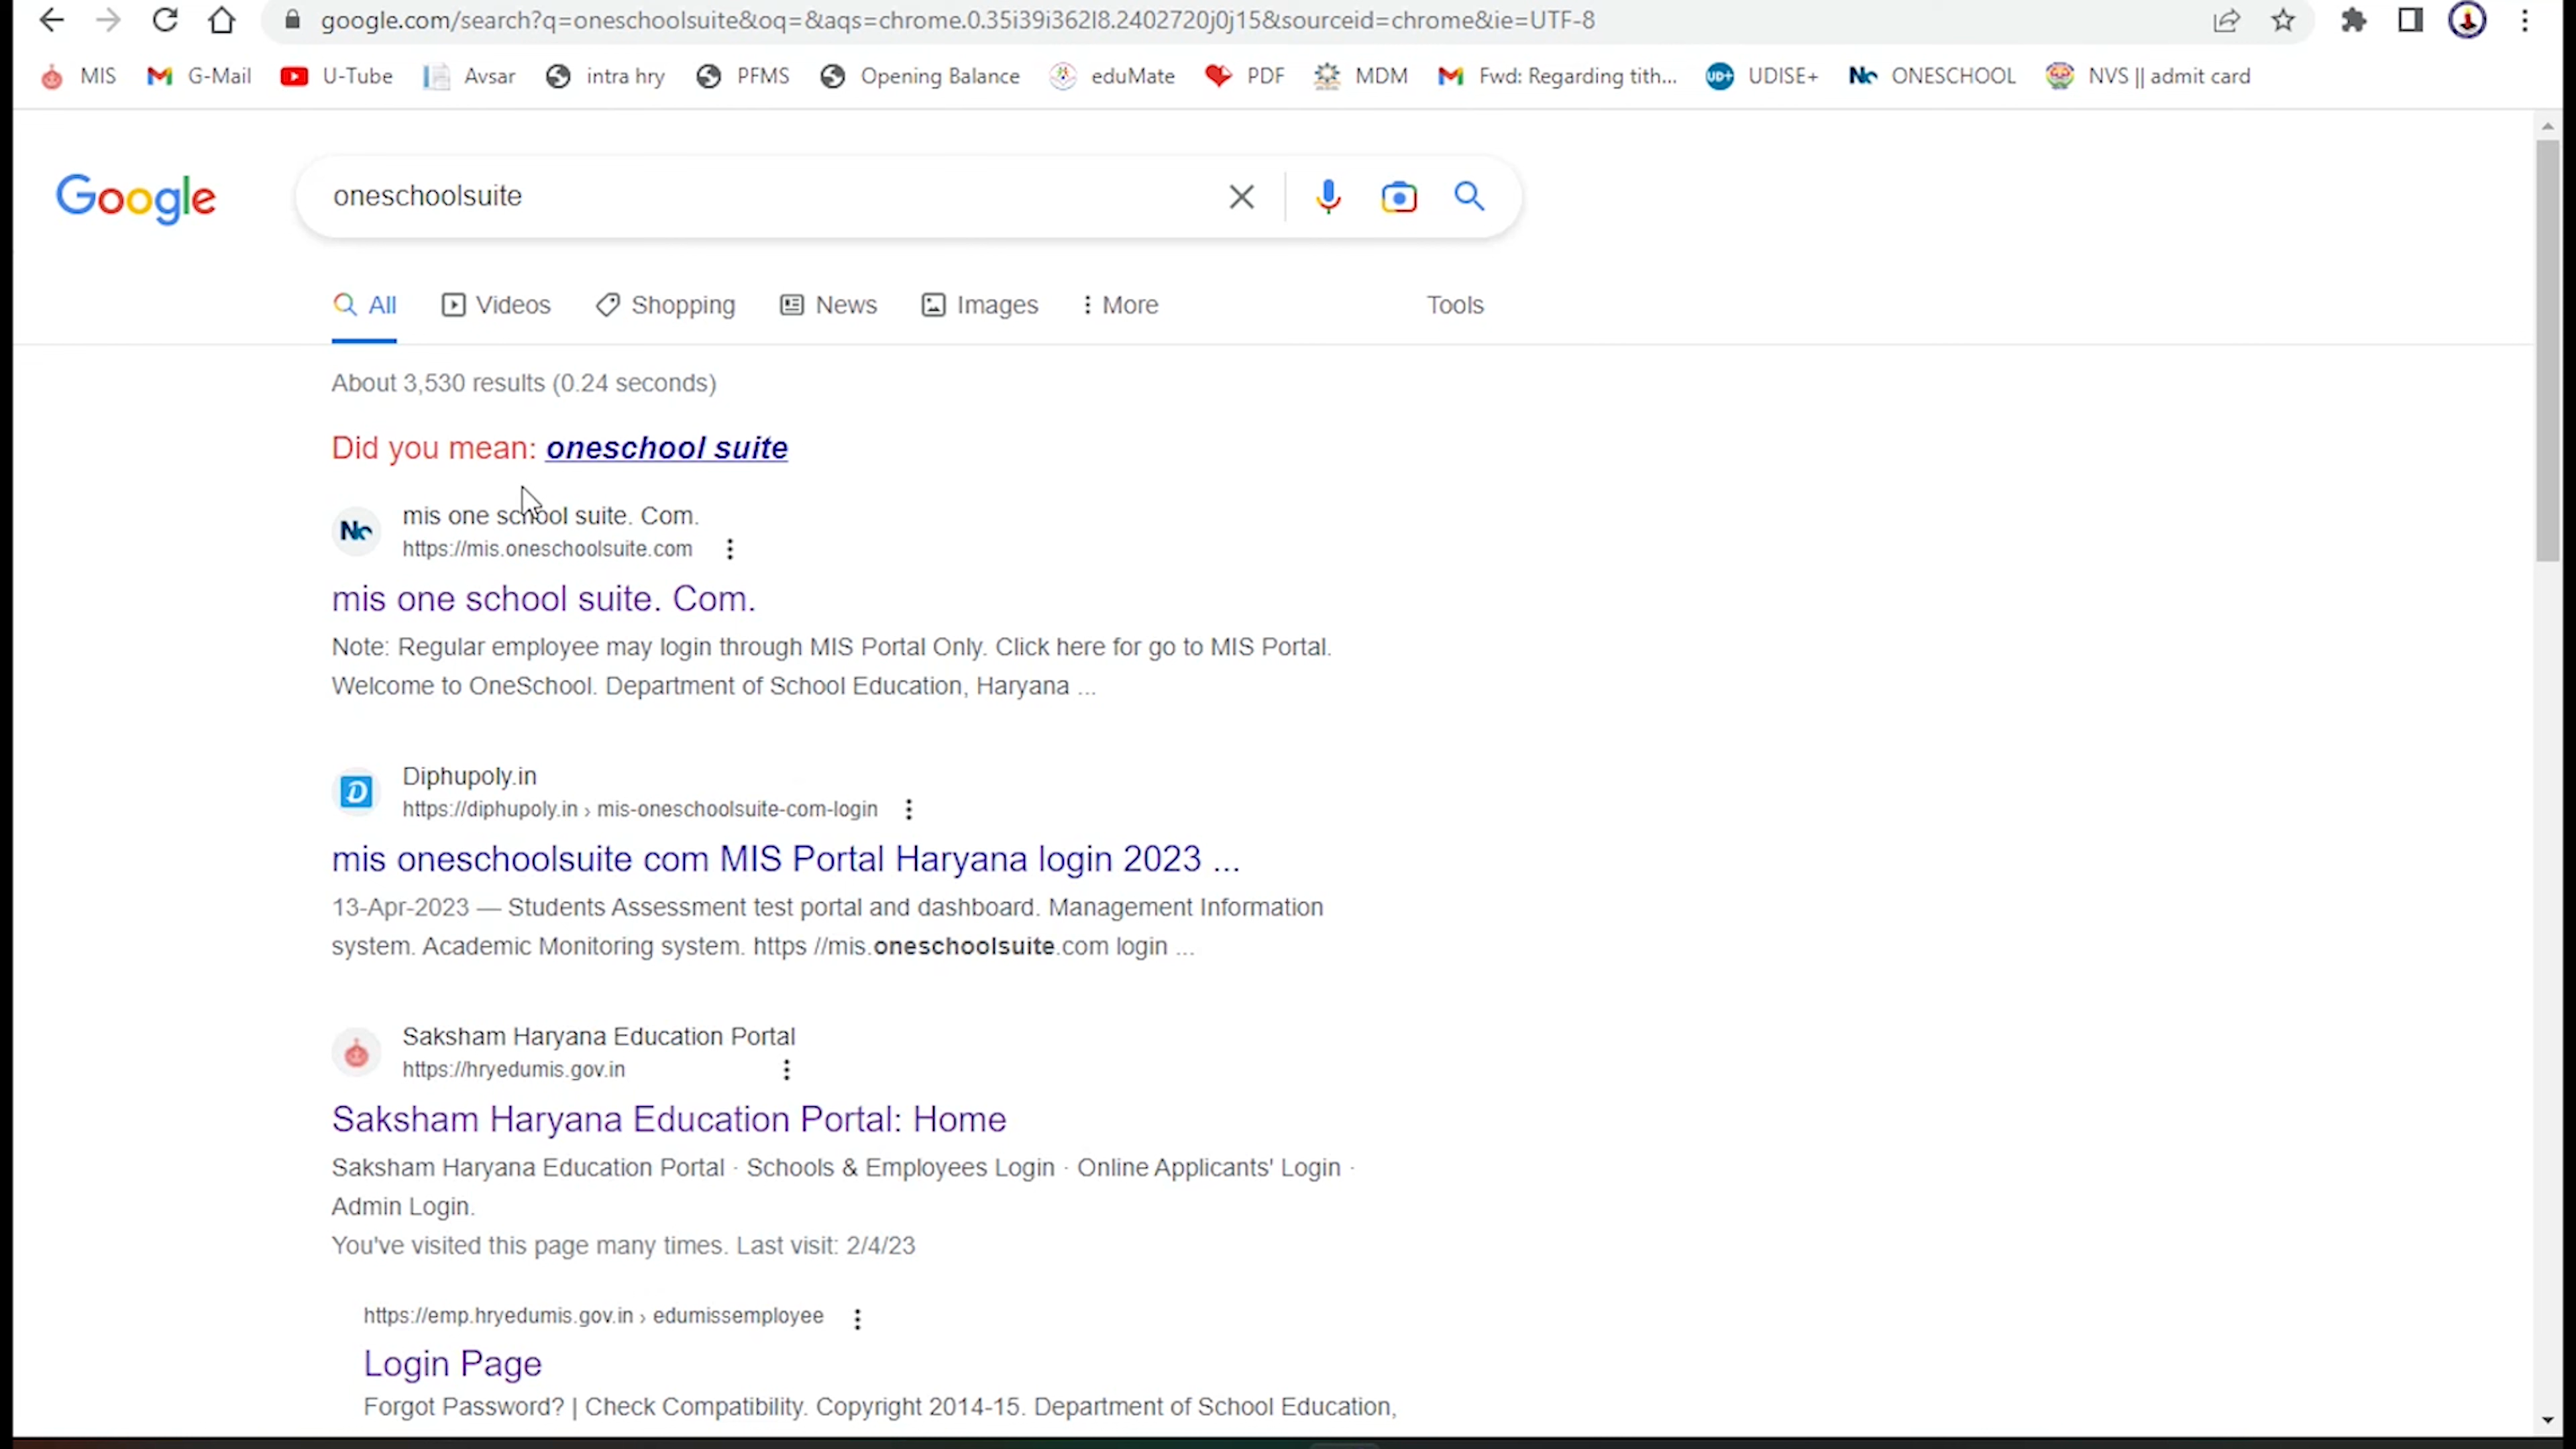 google.com/search?q=oneschoolsuite&oq=&aqs=chrome.0.35i39i362l8.2402720j0j15&sourceid=chrome&ie=UTF-8
MIS G-Mail U-Tube Avsar intra hry PFMS Opening Balance eduMate PDF MDM Fwd: Regarding tith... UDISE+ ONESCHOOL NVS || admit card
Google oneschoolsuite
All Videos Shopping News Images More Tools
About 3,530 results (0.24 seconds)
Did you mean: oneschool suite
mis one school suite. Com.
https://mis.oneschoolsuite.com
mis one school suite. Com.
Note: Regular employee may login through MIS Portal Only. Click here for go to MIS Portal.
Welcome to OneSchool. Department of School Education, Haryana ...
Diphupoly.in
https://diphupoly.in › mis-oneschoolsuite-com-login
mis oneschoolsuite com MIS Portal Haryana login 2023 ...
13-Apr-2023 — Students Assessment test portal and dashboard. Management Information
system. Academic Monitoring system. https //mis.oneschoolsuite.com login ...
Saksham Haryana Education Portal
https://hryedumis.gov.in
Saksham Haryana Education Portal: Home
Saksham Haryana Education Portal · Schools & Employees Login · Online Applicants' Login ·
Admin Login.
You've visited this page many times. Last visit: 2/4/23
https://emp.hryedumis.gov.in › edumissemployee
Login Page
Forgot Password? | Check Compatibility. Copyright 2014-15. Department of School Education,